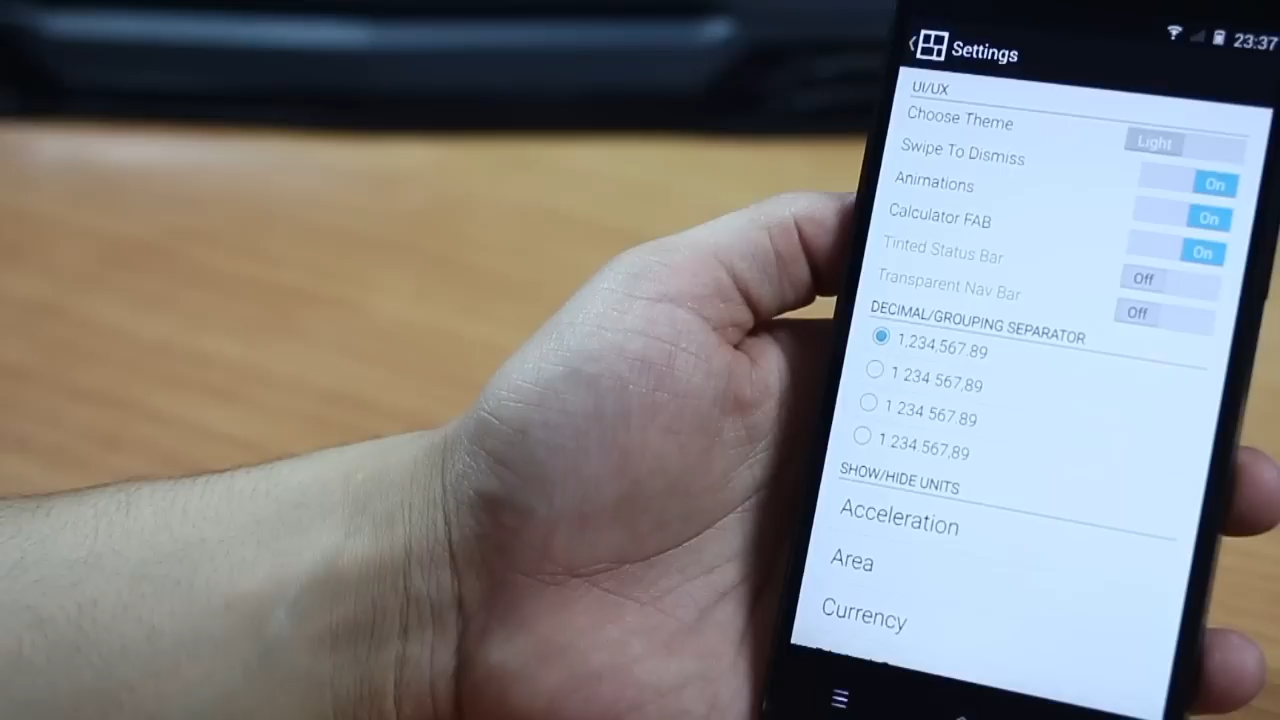 23:37
Settings
UI/UX
Choose Theme Light
Swipe To Dismiss On
Animations On
Calculator FAB On
Tinted Status Bar Off
Transparent Nav Bar Off
DECIMAL/GROUPING SEPARATOR
1,234,567.89
1 234 567,89
1 234 567.89
1.234.567,89
SHOW/HIDE UNITS
Acceleration
Area
Currency